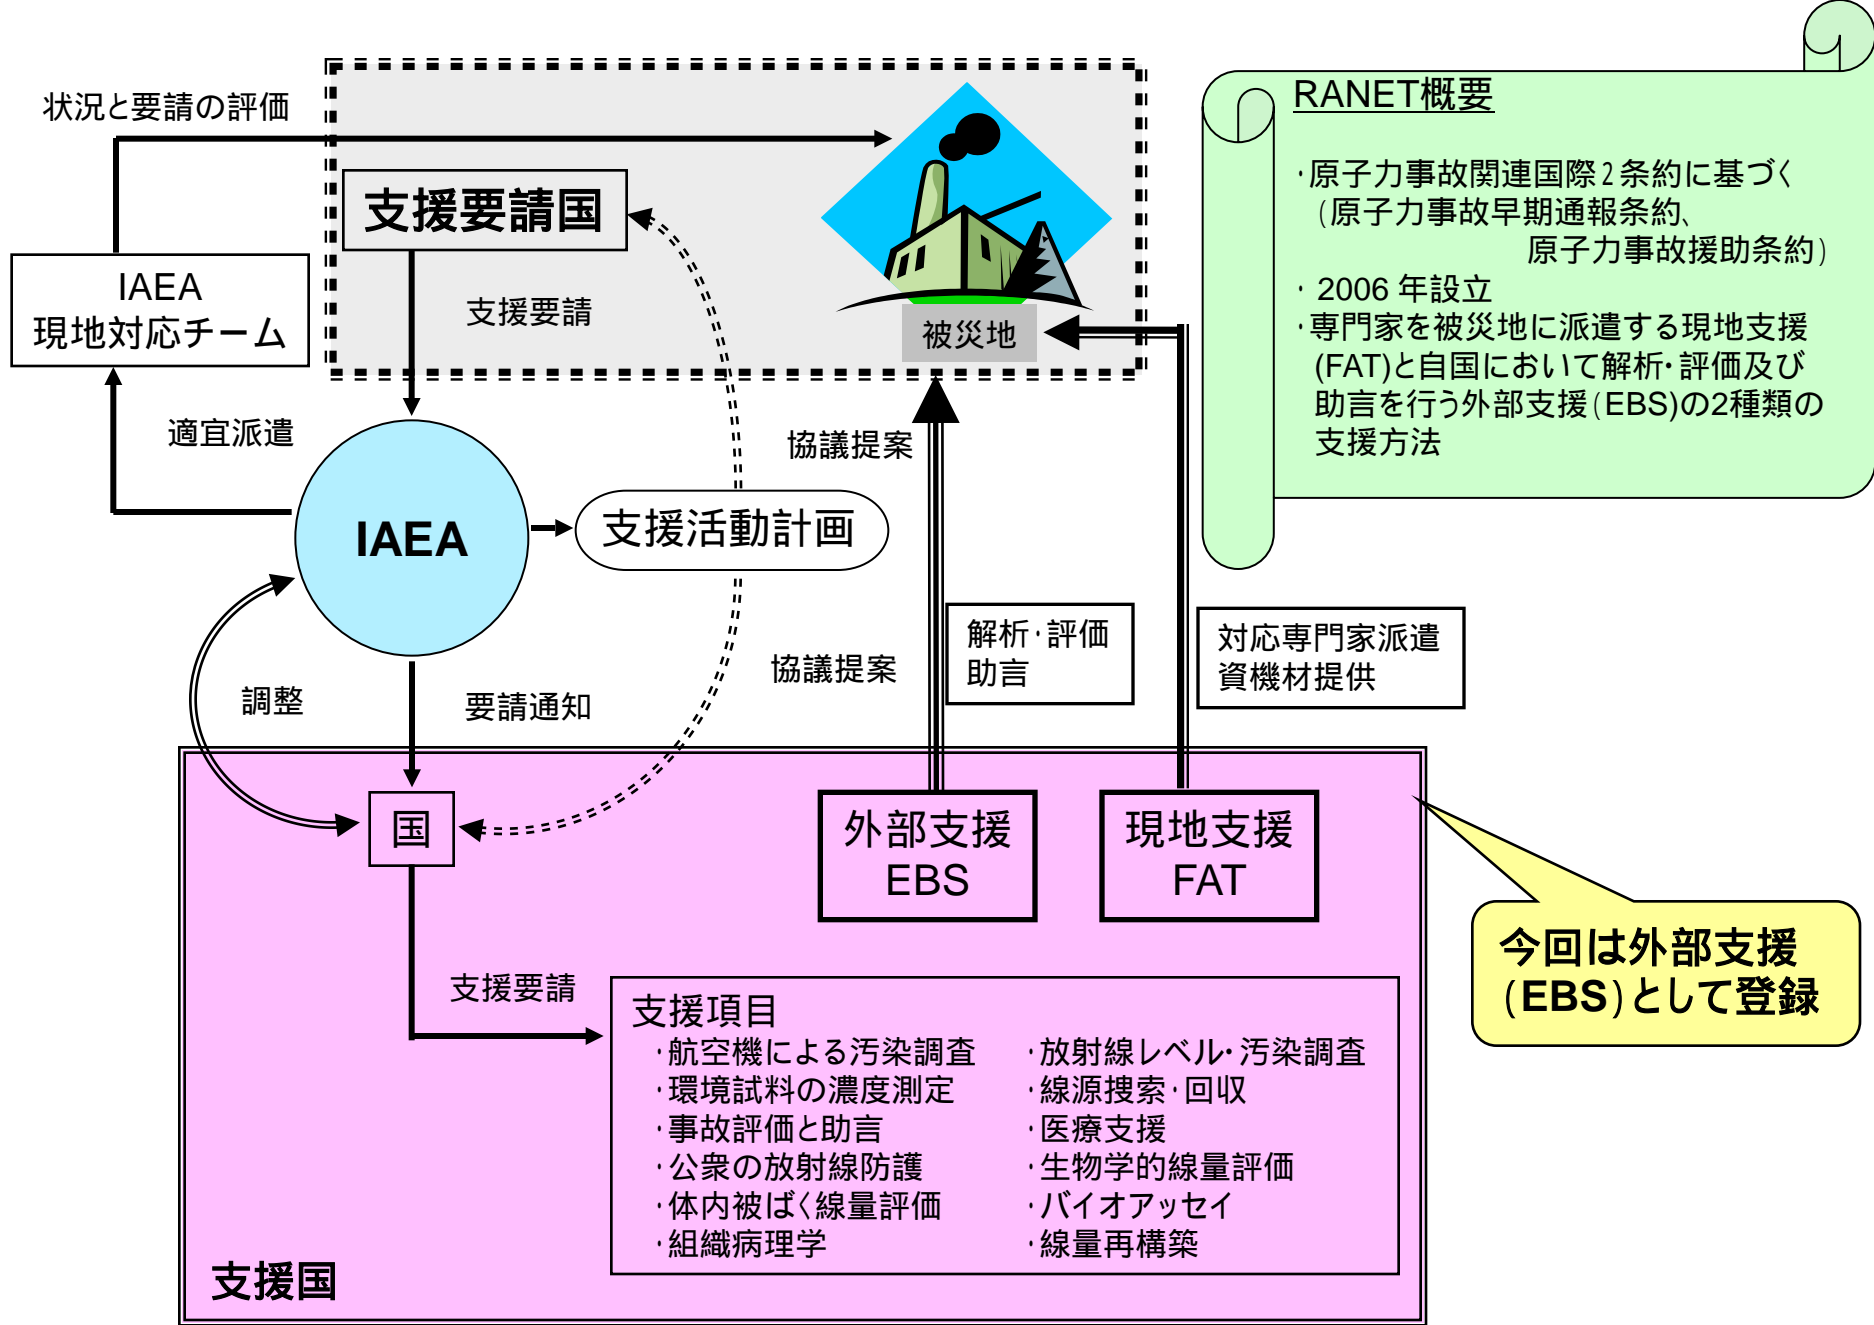 状況と要請の評価
支援要請国
IAEA
現地対応チーム
支援要請
被災地
適宜派遣
協議提案
IAEA
支援活動計画
調整
要請通知
協議提案
解析・評価
助言
対応専門家派遣
資機材提供
RANET概要
・原子力事故関連国際2条約に基づく
(原子力事故早期通報条約、
原子力事故援助条約)
・2006年設立
・専門家を被災地に派遣する現地支援
(FAT)と自国において解析・評価及び
助言を行う外部支援(EBS)の2種類の
支援方法
国
外部支援
EBS
現地支援
FAT
支援要請
支援項目
・航空機による汚染調査 ・放射線レベル・汚染調査
・環境試料の濃度測定 ・線源捜索・回収
・事故評価と助言 ・医療支援
・公衆の放射線防護 ・生物学的線量評価
・体内被ばく線量評価 ・バイオアッセイ
・組織病理学 ・線量再構築
支援国
今回は外部支援
(EBS)として登録